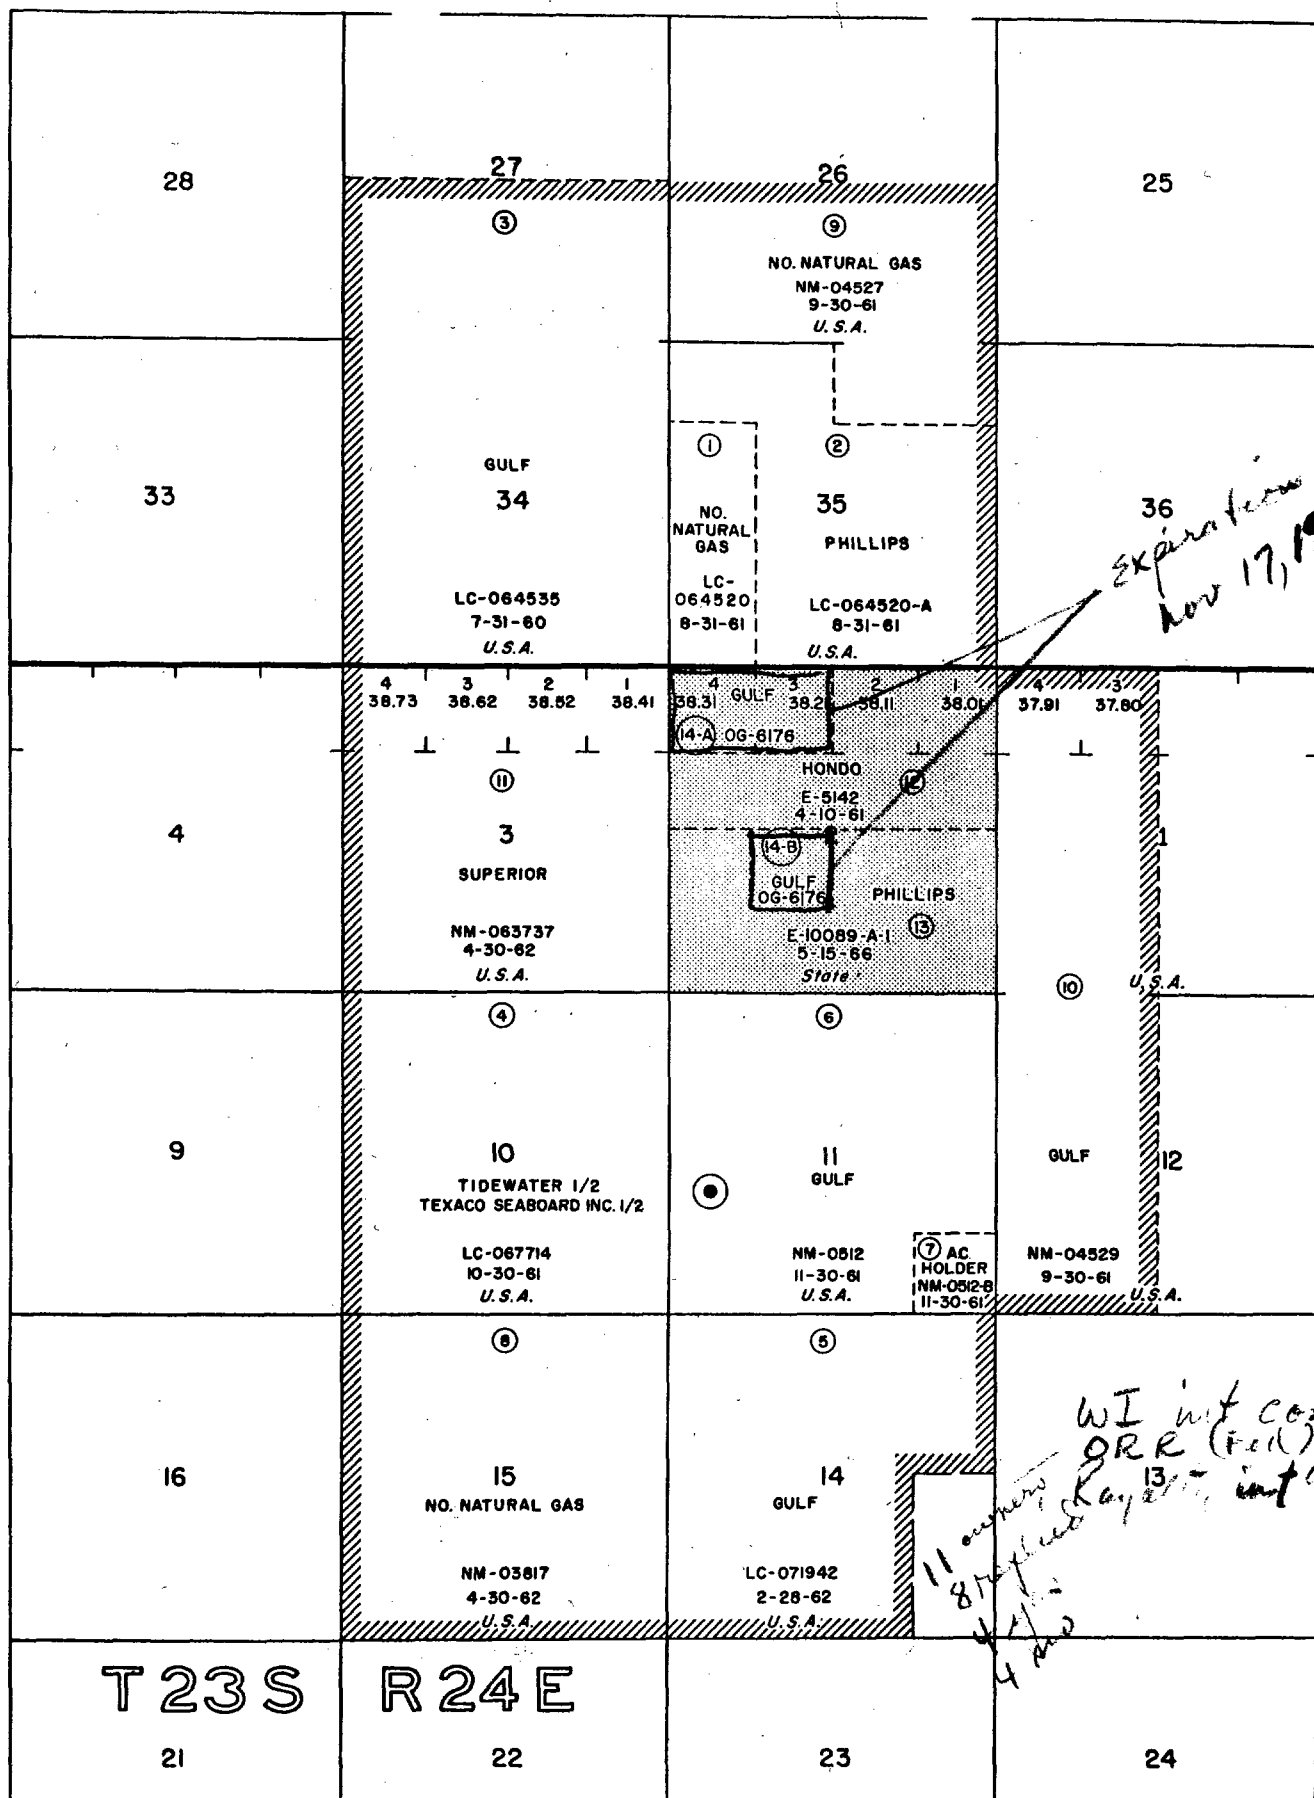 28
27
26
25
3
9
NO. NATURAL GAS
NM-04527
9-30-61
U.S.A.
33
GULF
34
LC-064535
7-31-60
U.S.A.
1
NO.
NATURAL
GAS
LC-
064520
8-31-61
2
35
PHILLIPS
LC-064520-A
8-31-61
U.S.A.
36
Expiration
Nov 17,
4 3 2 1
38.73 38.62 38.52 38.41
4 3 2 1
38.31 GULF 38.21 38.11 38.01
4 3
37.91 37.80
14-A OG-6176
HONDO
12
E-5142
4-10-61
4
11
3
SUPERIOR
NM-063737
4-30-62
U.S.A.
14-B
GULF
OG-6176
PHILLIPS
13
E-10089-A-1
5-15-66
State
1
10
U.S.A.
9
4
10
TIDEWATER 1/2
TEXACO SEABOARD INC. 1/2
LC-067714
10-30-61
U.S.A.
6
11
GULF
NM-0512
11-30-61
U.S.A.
7 AC.
HOLDER
NM-0512-B
11-30-61
GULF
12
NM-04529
9-30-61
U.S.A.
16
8
15
NO. NATURAL GAS
NM-03817
4-30-62
U.S.A.
5
14
GULF
LC-071942
2-28-62
U.S.A.
WI int
ORR (Fed)
13
int
11 owners
8
4
4
T 23 S R 24 E
21
22
23
24